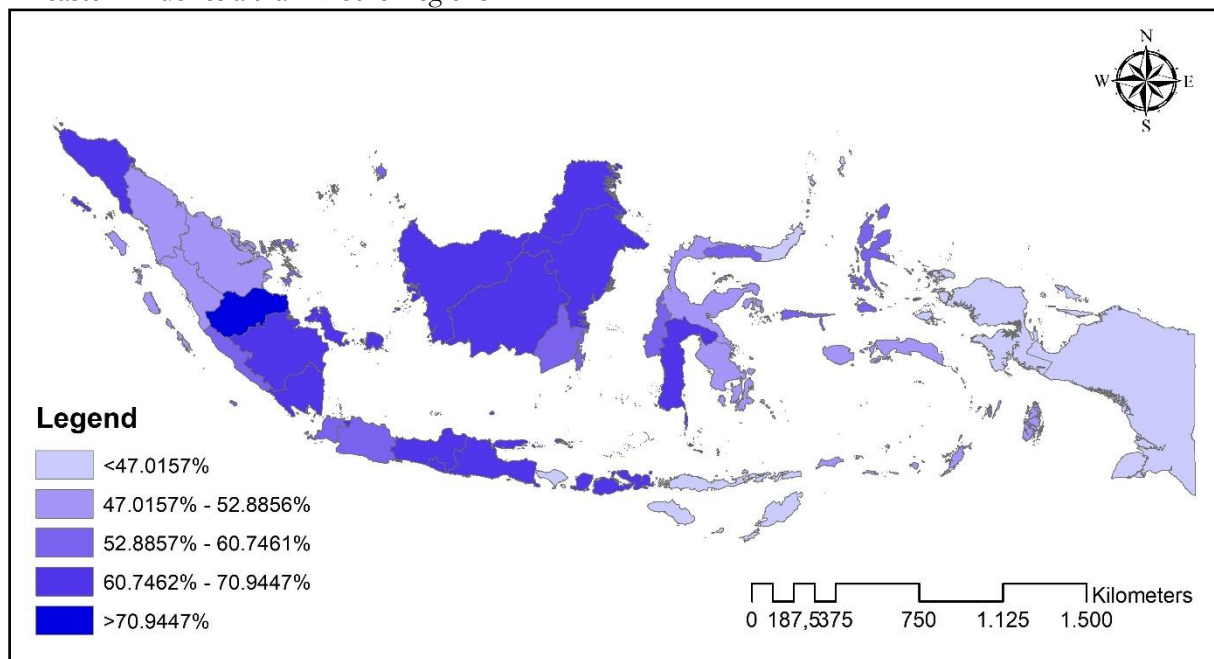 N
W E
S
Legend
<47.0157%
47.0157% - 52.8856%
52.8857% - 60.7461%
60.7462% - 70.9447%
>70.9447%
Kilometers
0 187,5375 750 1.125 1.500